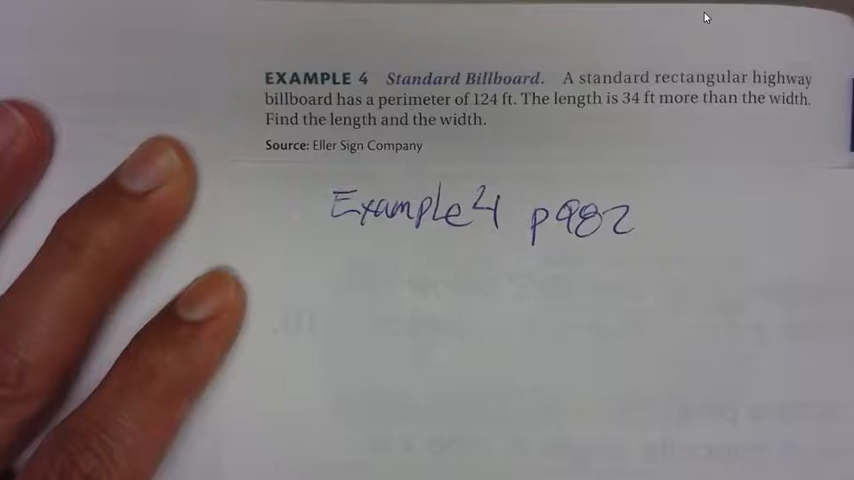 EXAMPLE 4 Standard Billboard. A standard rectangular highway
billboard has a perimeter of 124 ft. The length is 34 ft more than the width.
Find the length and the width.
Source: Eller Sign Company
Example 4 p982
10.